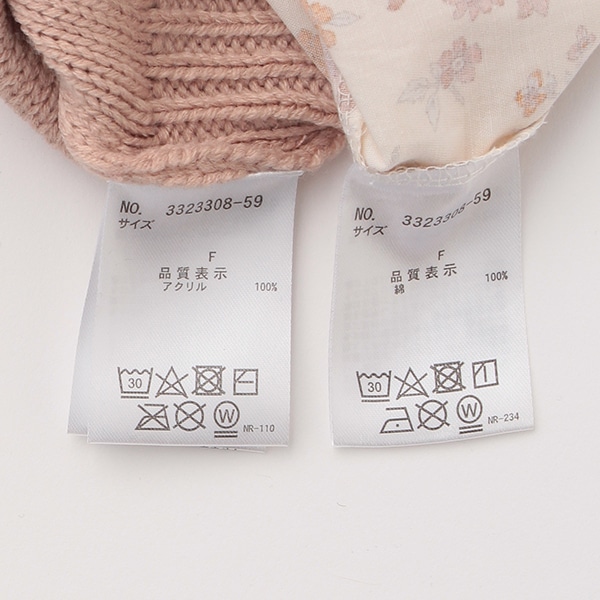 NO. 3323308-59
サイズ
F
品質表示
アクリル 100%
30
W
NR-110
NO. 3323308-59
サイズ
F
品質表示
綿 100%
30
W
NR-234